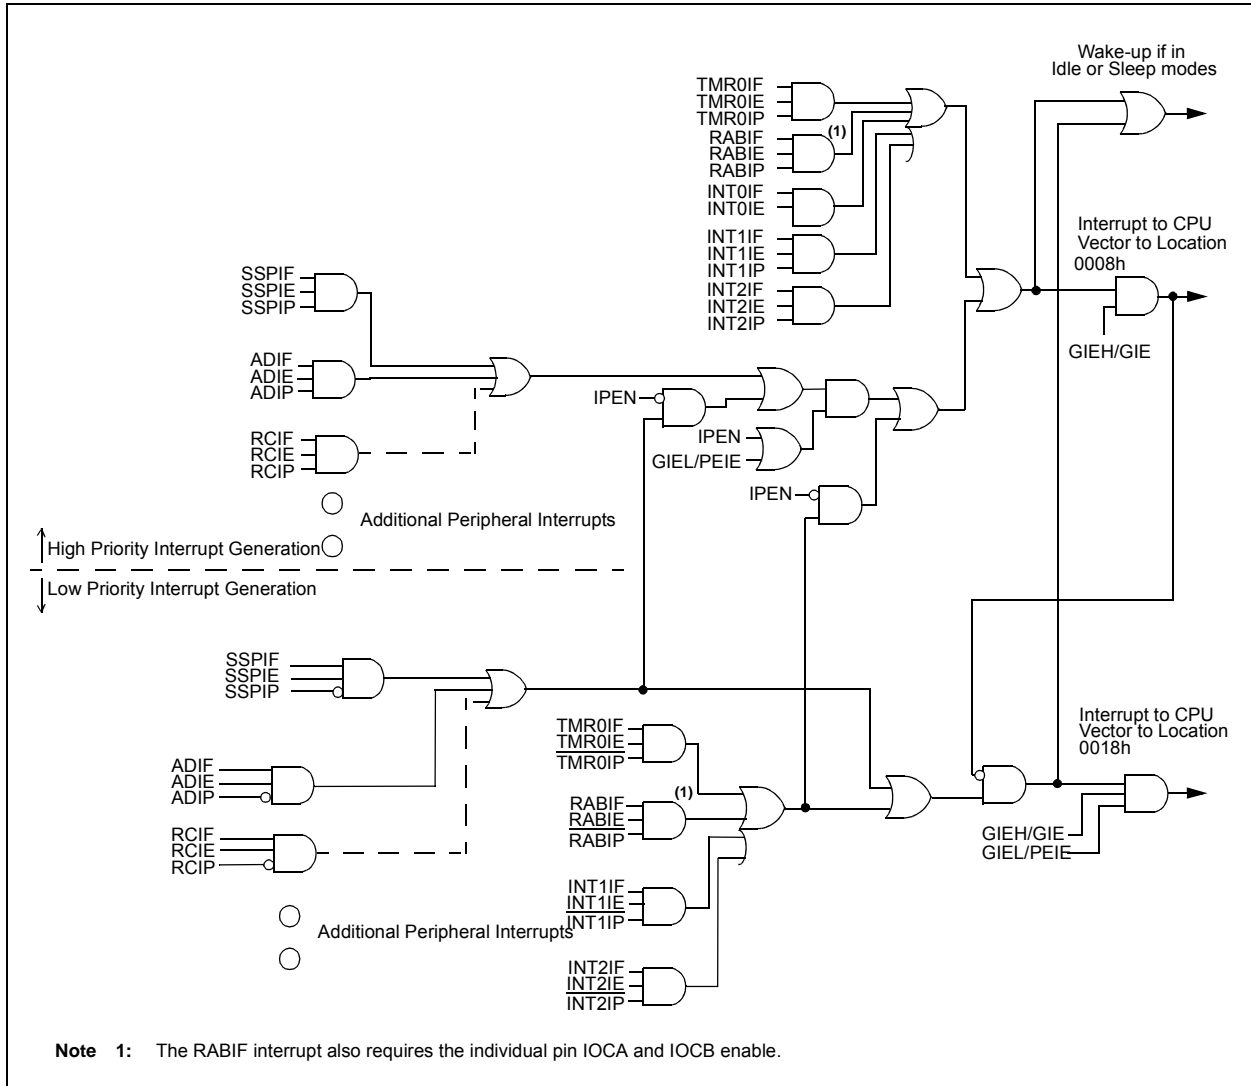 Wake-up if in
Idle or Sleep modes
TMR0IF
TMR0IE
TMR0IP
(1)
RABIF
RABIE
RABIP
INT0IF
INT0IE
INT1IF
INT1IE
INT1IP
INT2IF
INT2IE
INT2IP
Interrupt to CPU
Vector to Location
0008h
GIEH/GIE
SSPIF
SSPIE
SSPIP
ADIF
ADIE
ADIP
RCIF
RCIE
RCIP
IPEN
IPEN
GIEL/PEIE
IPEN
Additional Peripheral Interrupts
High Priority Interrupt Generation
Low Priority Interrupt Generation
SSPIF
SSPIE
SSPIP
ADIF
ADIE
ADIP
RCIF
RCIE
RCIP
Additional Peripheral Interrupts
TMR0IF
TMR0IE
TMR0IP
(1)
RABIF
RABIE
RABIP
INT1IF
INT1IE
INT1IP
INT2IF
INT2IE
INT2IP
Interrupt to CPU
Vector to Location
0018h
GIEH/GIE
GIEL/PEIE
Note 1: The RABIF interrupt also requires the individual pin IOCA and IOCB enable.